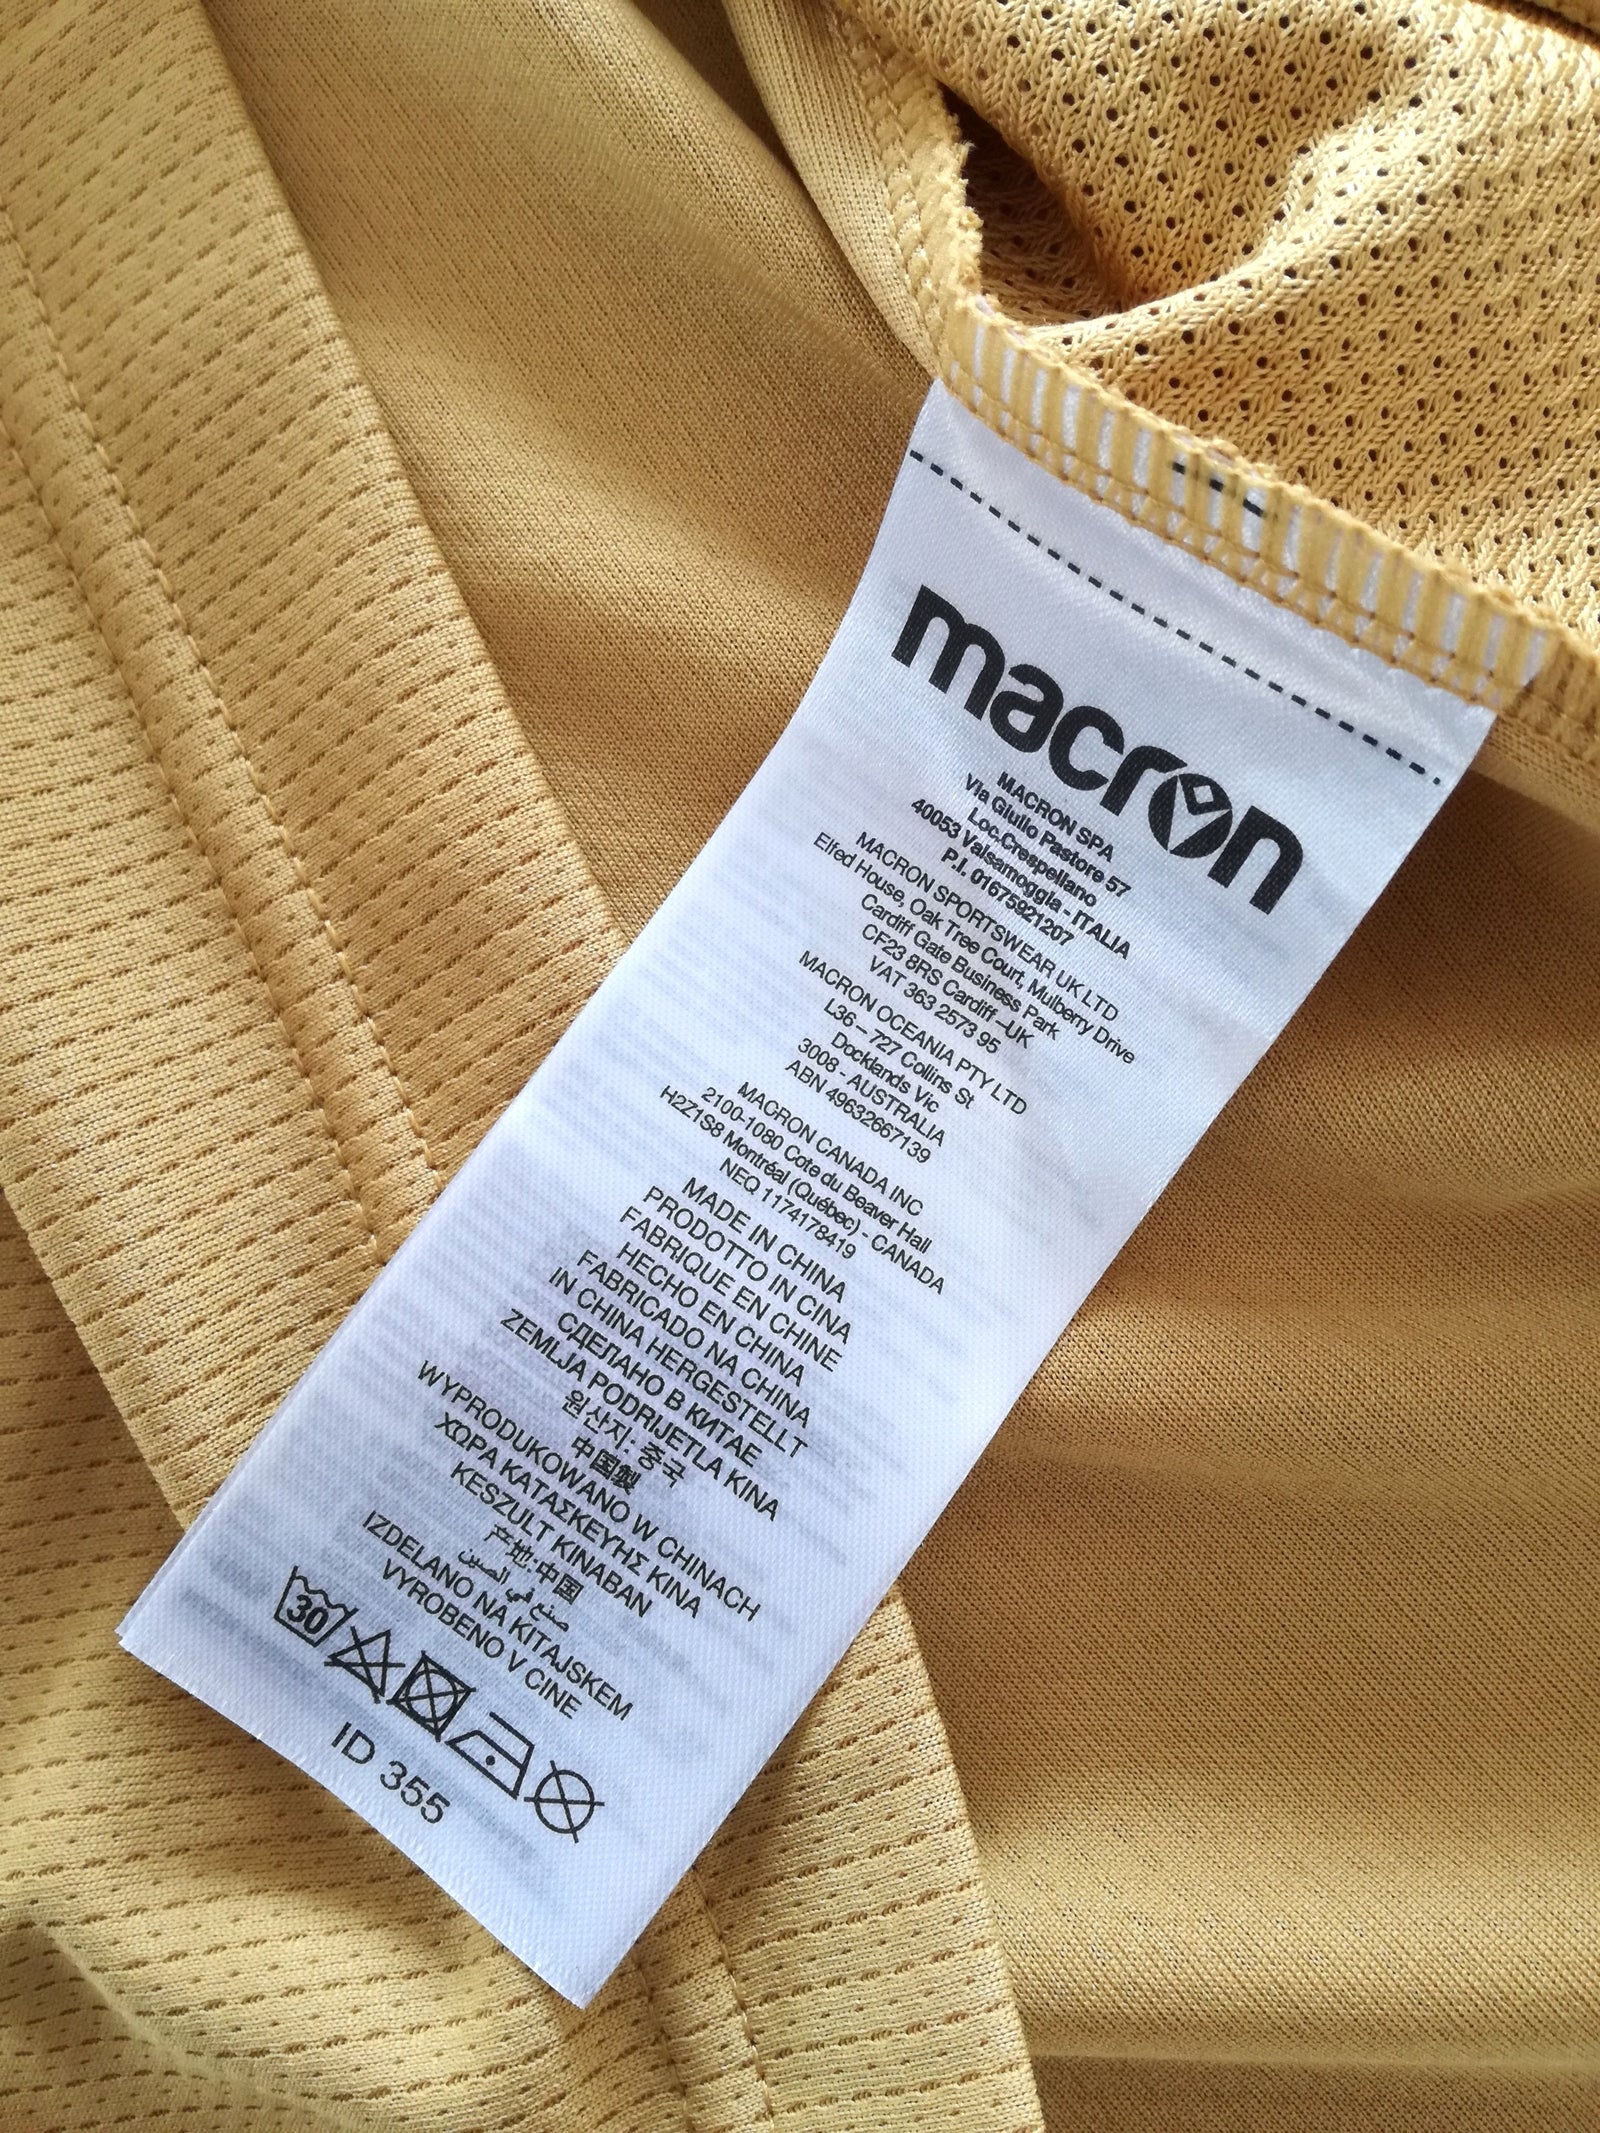 macron
MACRON SPA
Via Giulio Pastore 57
Loc.Crespellano
40053 Valsamoggia - ITALIA
P.I. 01675921207
MACRON SPORTSWEAR UK LTD
Elfed House, Oak Tree Court, Mulberry Drive
Cardiff Gate Business Park
CF23 8RS Cardiff –UK
VAT 363 2573 95
MACRON OCEANIA PTY LTD
L36 – 727 Collins St
Docklands Vic
3008 - AUSTRALIA
ABN 49632667139
MACRON CANADA INC
2100-1080 Cote du Beaver Hall
H2Z1S8 Montréal (Québec) - CANADA
NEQ 1174178419
MADE IN CHINA
PRODOTTO IN CINA
FABRIQUE EN CHINE
HECHO EN CHINA
FABRICADO NA CHINA
IN CHINA HERGESTELLT
СДЕЛАНО В КИТАЕ
ZEMLJA PODRIJETLA KINA
원산지: 중국
中国製
WYPRODUKOWANO W CHINACH
ΧΩΡΑ ΚΑΤΑΣΚΕΥΉΣ ΚΙΝΑ
KESZULT KINABAN
产地:中国
صنع في الصين
IZDELANO NA KITAJSKEM
VYROBENO V CINE
30
ID 355